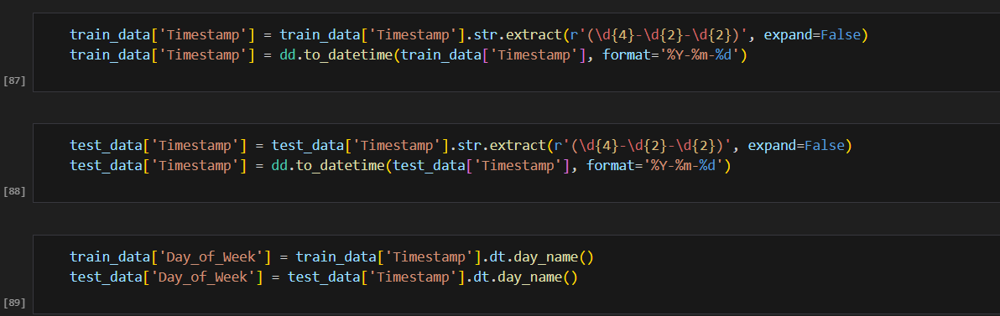 train_data['Timestamp'] = train_data['Timestamp'].str.extract(r'(\d{4}-\d{2}-\d{2})', expand=False)
train_data['Timestamp'] = dd.to_datetime(train_data['Timestamp'], format='%Y-%m-%d')
[87]
test_data['Timestamp'] = test_data['Timestamp'].str.extract(r'(\d{4}-\d{2}-\d{2})', expand=False)
test_data['Timestamp'] = dd.to_datetime(test_data['Timestamp'], format='%Y-%m-%d')
[88]
train_data['Day_of_Week'] = train_data['Timestamp'].dt.day_name()
test_data['Day_of_Week'] = test_data['Timestamp'].dt.day_name()
[89]